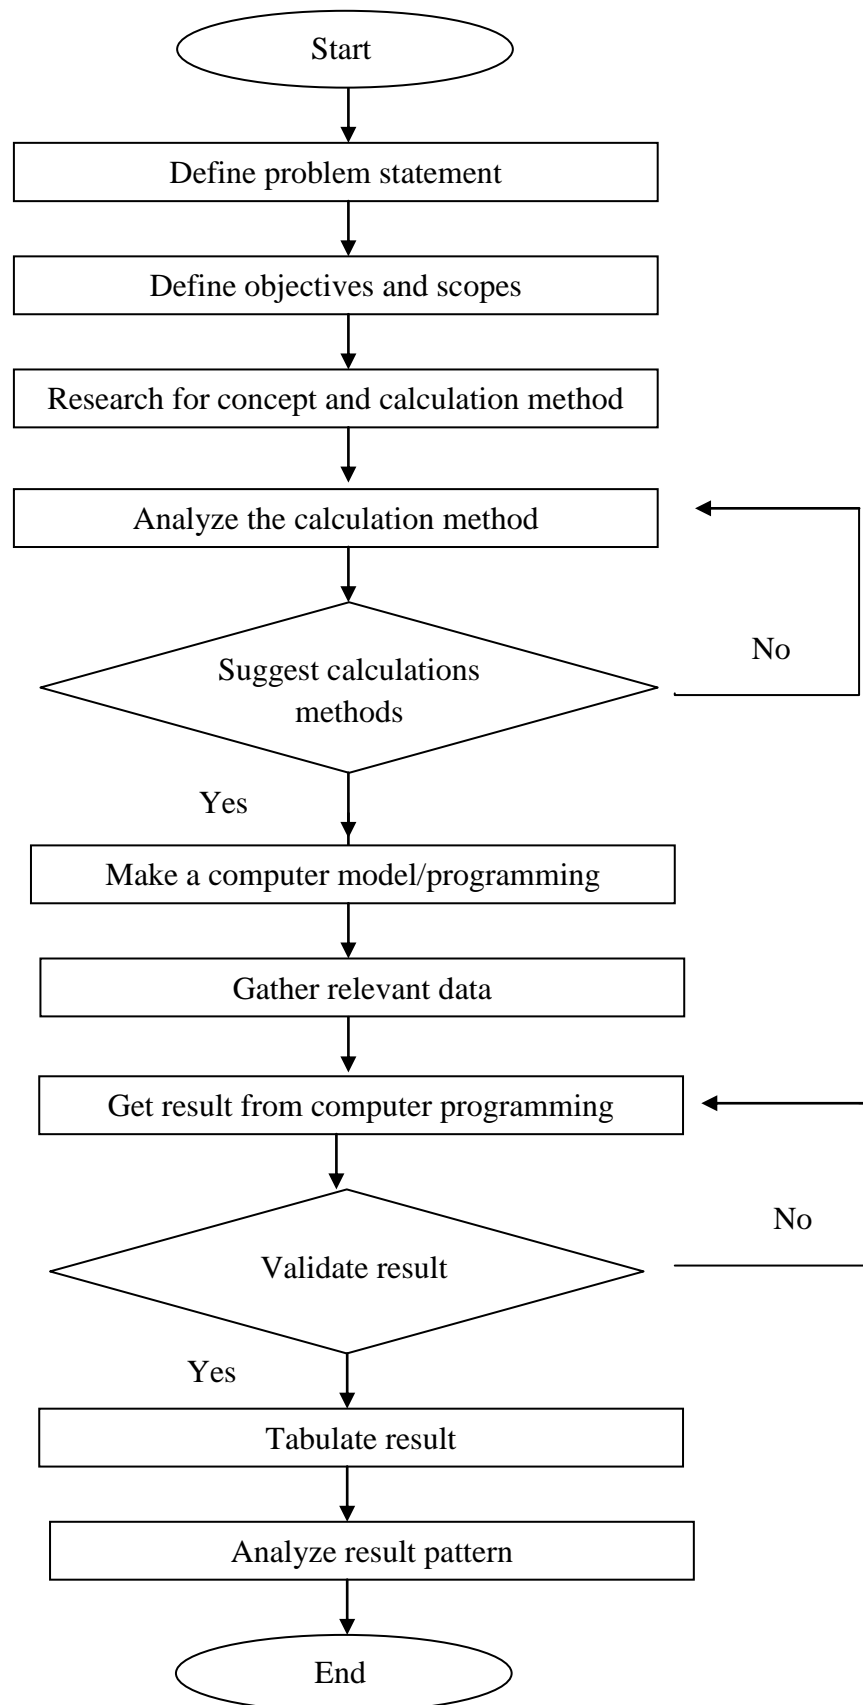 Start
Define problem statement
Define objectives and scopes
Research for concept and calculation method
Analyze the calculation method
No
Suggest calculations
methods
Yes
Make a computer model/programming
Gather relevant data
Get result from computer programming
No
Validate result
Yes
Tabulate result
Analyze result pattern
End